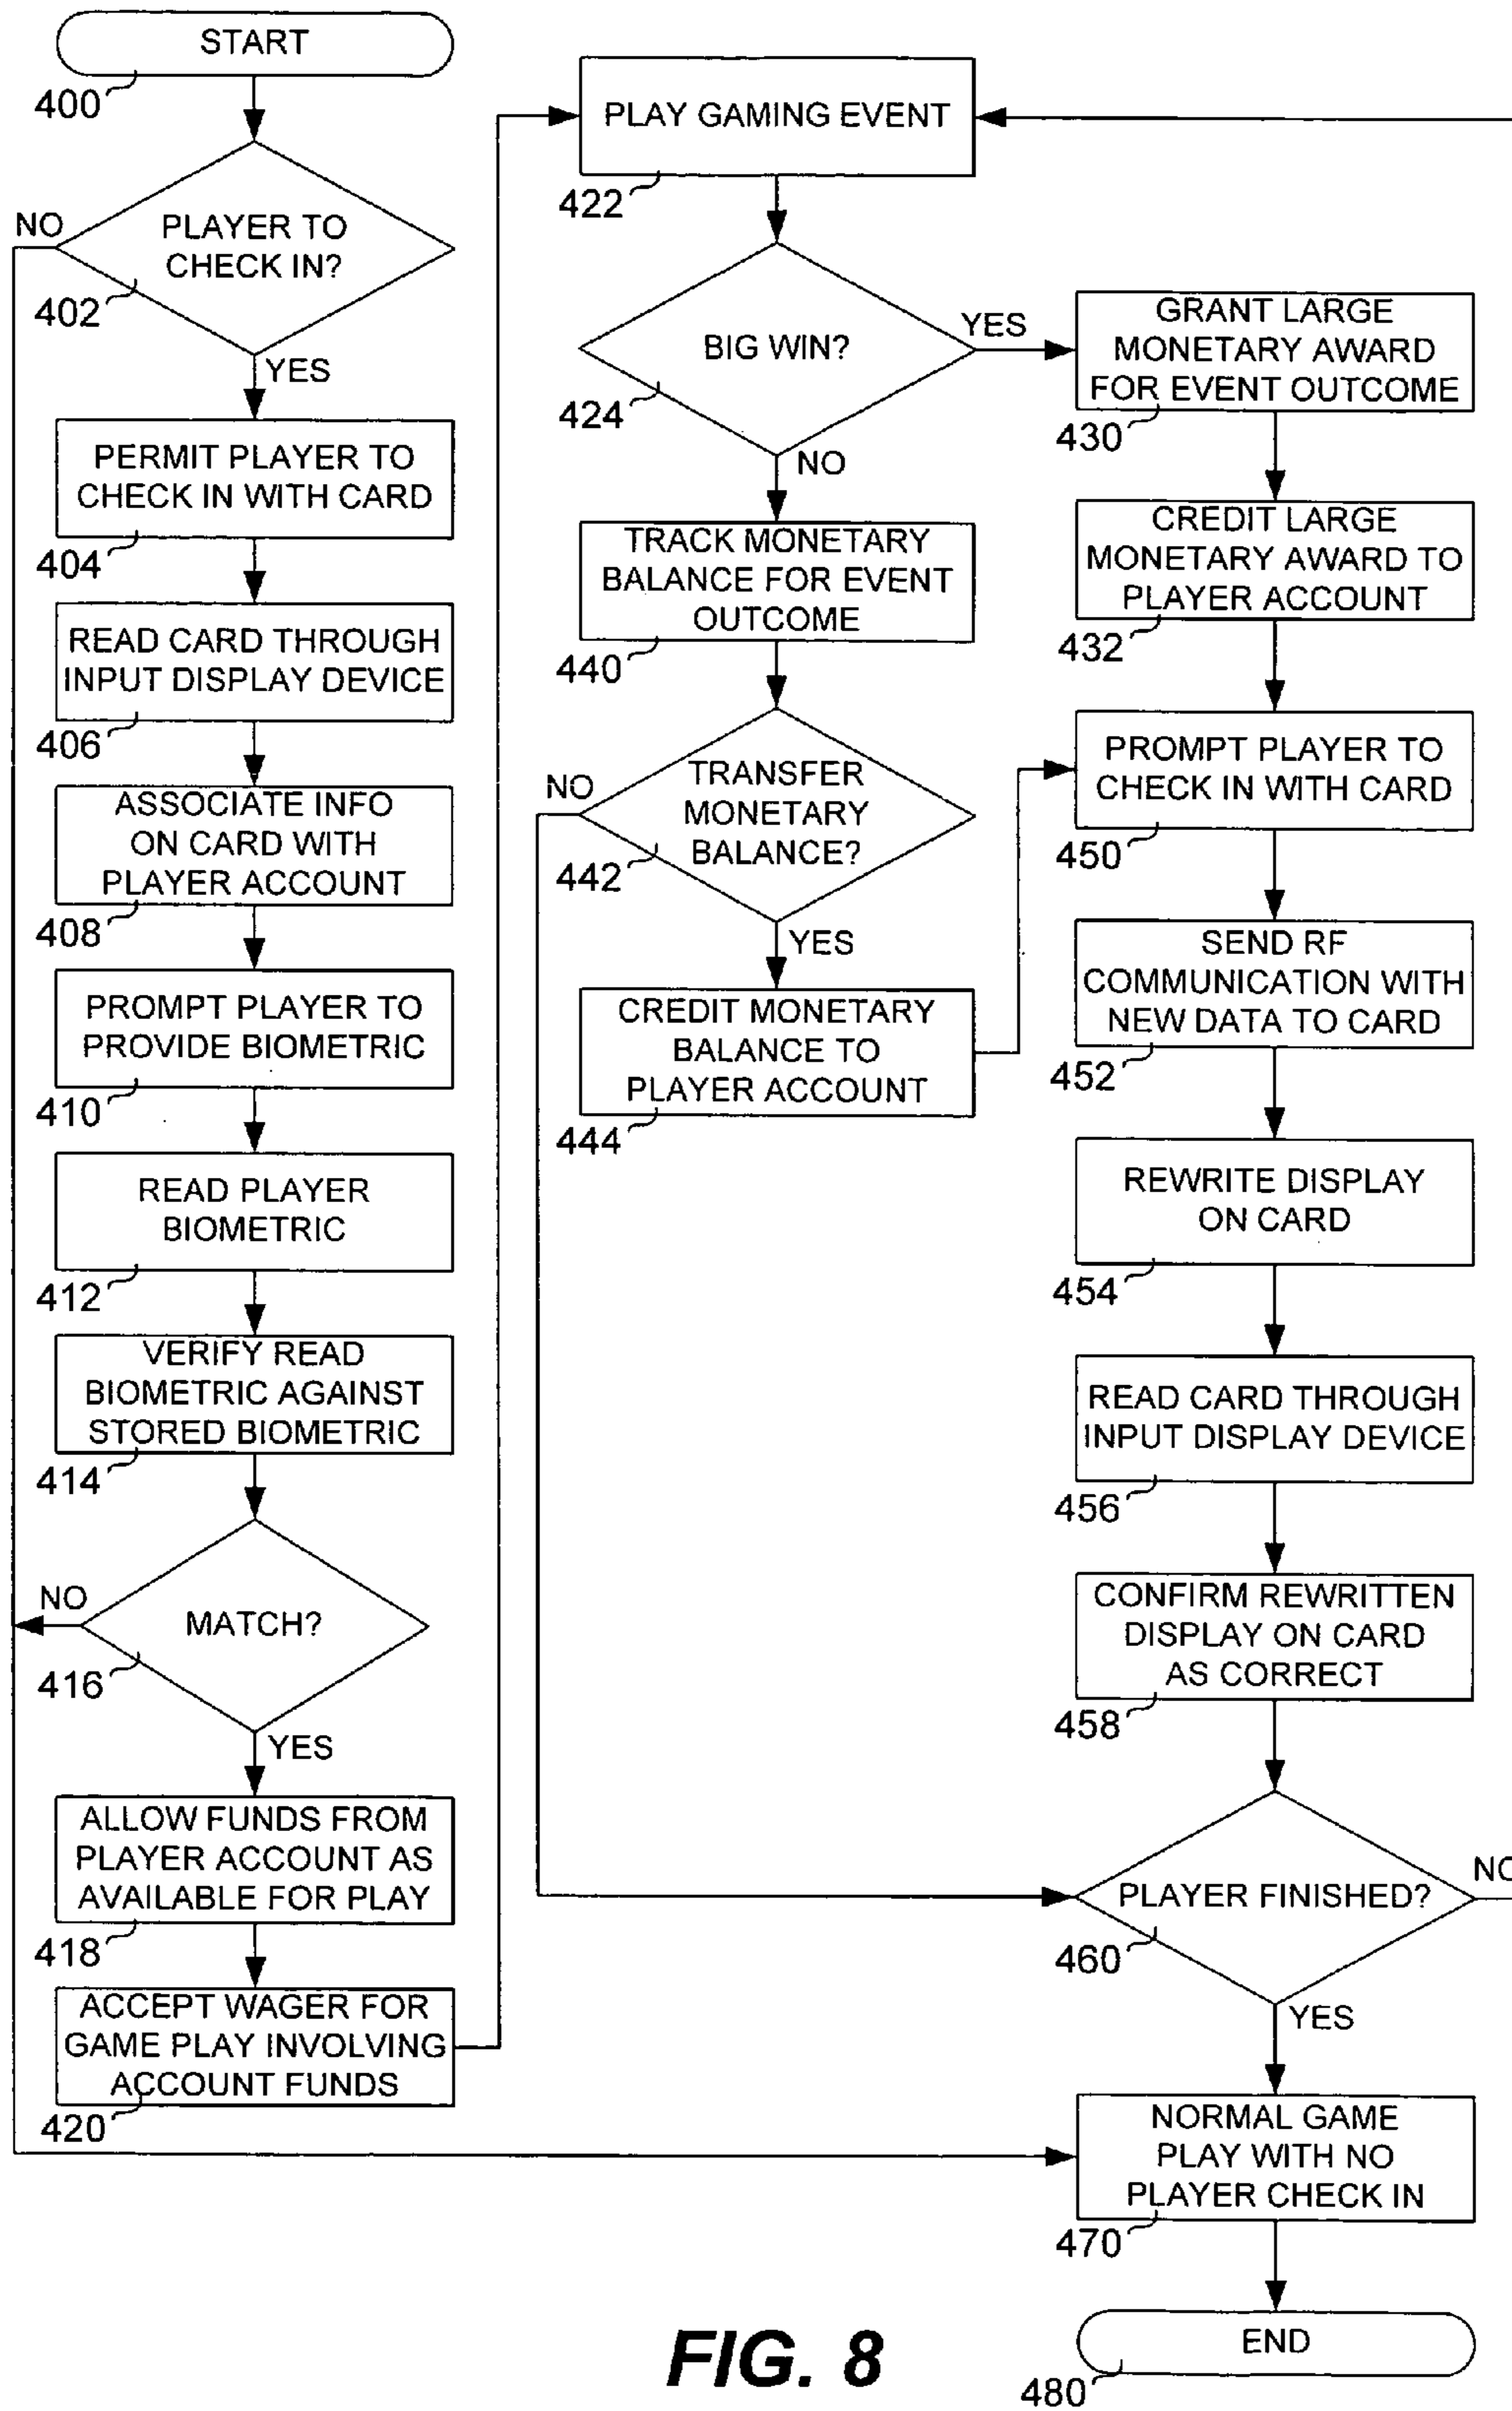 START
400
PLAYER TO
CHECK IN?
NO
402
YES
PERMIT PLAYER TO
CHECK IN WITH CARD
404
READ CARD THROUGH
INPUT DISPLAY DEVICE
406
ASSOCIATE INFO
ON CARD WITH
PLAYER ACCOUNT
408
PROMPT PLAYER TO
PROVIDE BIOMETRIC
410
READ PLAYER
BIOMETRIC
412
VERIFY READ
BIOMETRIC AGAINST
STORED BIOMETRIC
414
NO
MATCH?
416
YES
ALLOW FUNDS FROM
PLAYER ACCOUNT AS
AVAILABLE FOR PLAY
418
ACCEPT WAGER FOR
GAME PLAY INVOLVING
ACCOUNT FUNDS
420
PLAY GAMING EVENT
422
BIG WIN?
YES
424
NO
TRACK MONETARY
BALANCE FOR EVENT
OUTCOME
440
NO
TRANSFER
MONETARY
BALANCE?
442
YES
CREDIT MONETARY
BALANCE TO
PLAYER ACCOUNT
444
GRANT LARGE
MONETARY AWARD
FOR EVENT OUTCOME
430
CREDIT LARGE
MONETARY AWARD TO
PLAYER ACCOUNT
432
PROMPT PLAYER TO
CHECK IN WITH CARD
450
SEND RF
COMMUNICATION WITH
NEW DATA TO CARD
452
REWRITE DISPLAY
ON CARD
454
READ CARD THROUGH
INPUT DISPLAY DEVICE
456
CONFIRM REWRITTEN
DISPLAY ON CARD
AS CORRECT
458
PLAYER FINISHED?
NO
460
YES
NORMAL GAME
PLAY WITH NO
PLAYER CHECK IN
470
END
480
FIG. 8